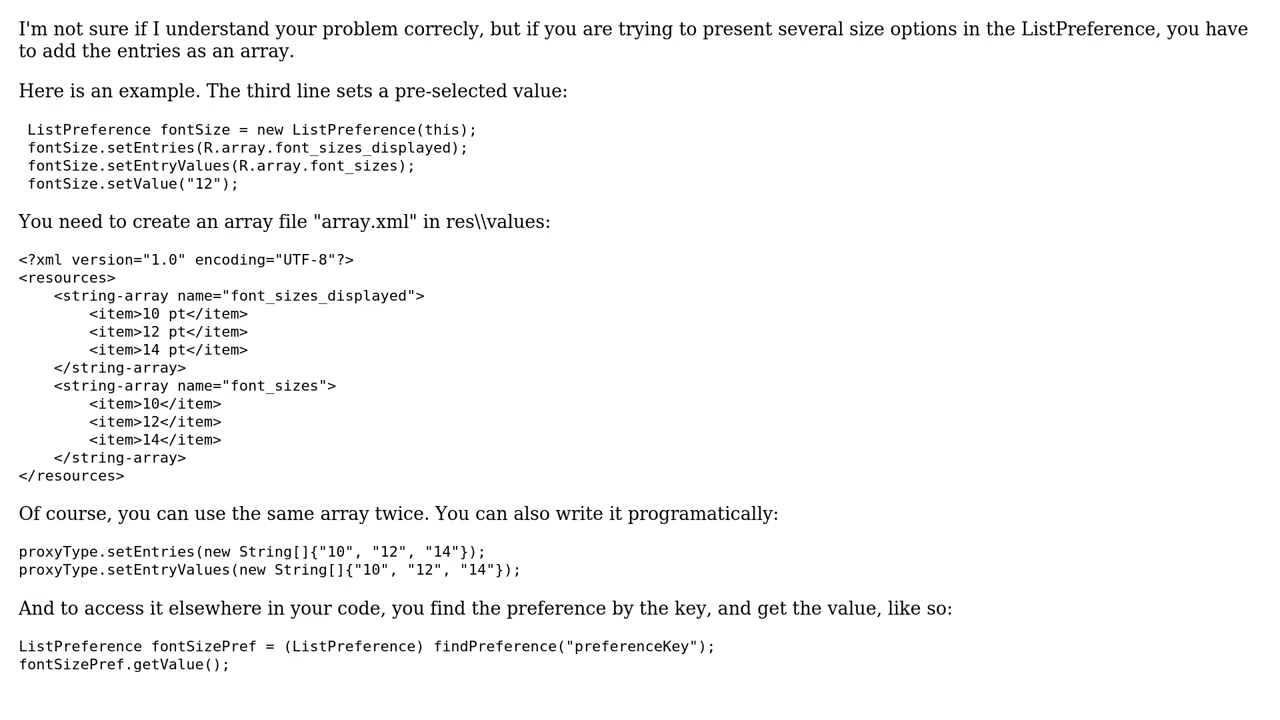 I'm not sure if I understand your problem correcly, but if you are trying to present several size options in the ListPreference, you have
to add the entries as an array.
Here is an example. The third line sets a pre-selected value:
ListPreference fontSize = new ListPreference(this);
fontSize.setEntries(R.array.font_sizes_displayed);
fontSize.setEntryValues(R.array.font_sizes);
fontSize.setValue("12");
You need to create an array file "array.xml" in res\\values:
<?xml version="1.0" encoding="UTF-8"?>
<resources>
    <string-array name="font_sizes_displayed">
        <item>10 pt</item>
        <item>12 pt</item>
        <item>14 pt</item>
    </string-array>
    <string-array name="font_sizes">
        <item>10</item>
        <item>12</item>
        <item>14</item>
    </string-array>
</resources>
Of course, you can use the same array twice. You can also write it programatically:
proxyType.setEntries(new String[]{"10", "12", "14"});
proxyType.setEntryValues(new String[]{"10", "12", "14"});
And to access it elsewhere in your code, you find the preference by the key, and get the value, like so:
ListPreference fontSizePref = (ListPreference) findPreference("preferenceKey");
fontSizePref.getValue();